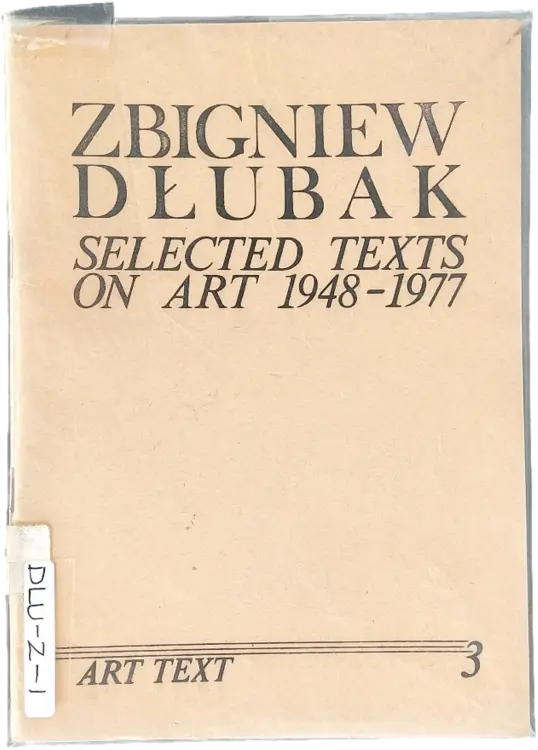 ZBIGNIEW
DŁUBAK
SELECTED TEXTS
ON ART 1948-1977
DLU-Z-1
ART TEXT 3